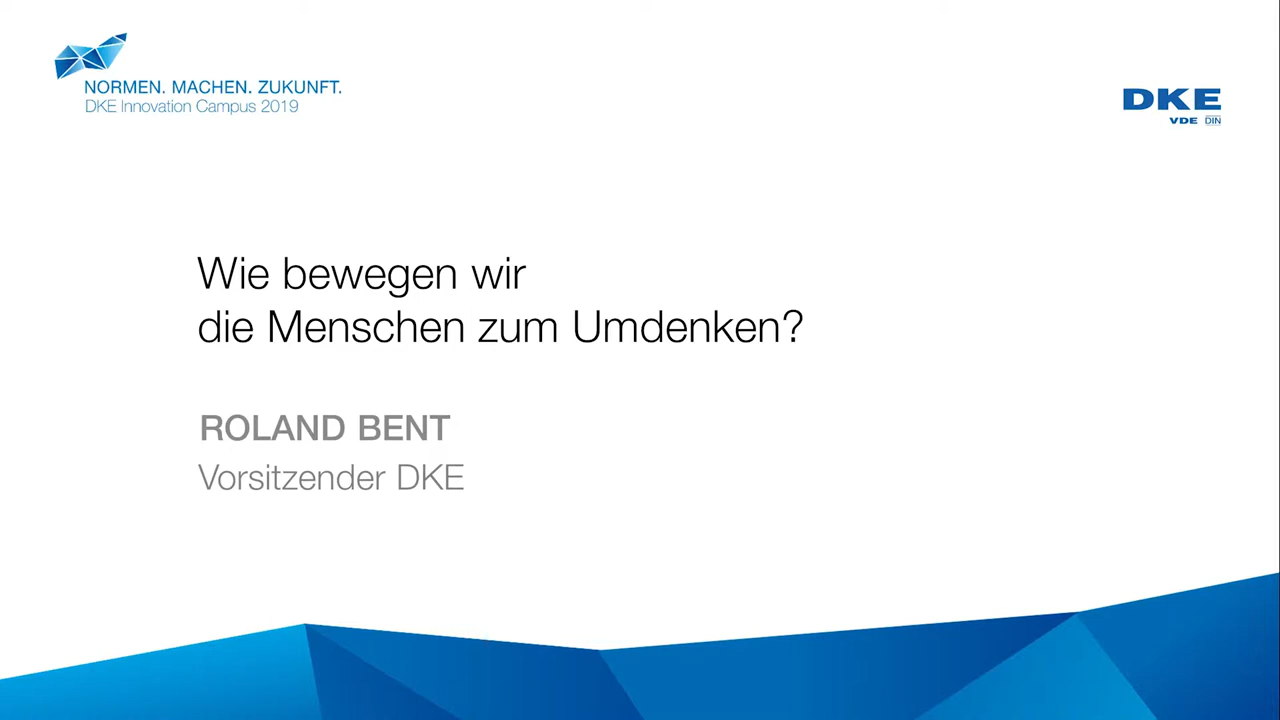 NORMEN. MACHEN. ZUKUNFT.
DKE Innovation Campus 2019
DKE
VDE DIN
Wie bewegen wir
die Menschen zum Umdenken?
ROLAND BENT
Vorsitzender DKE